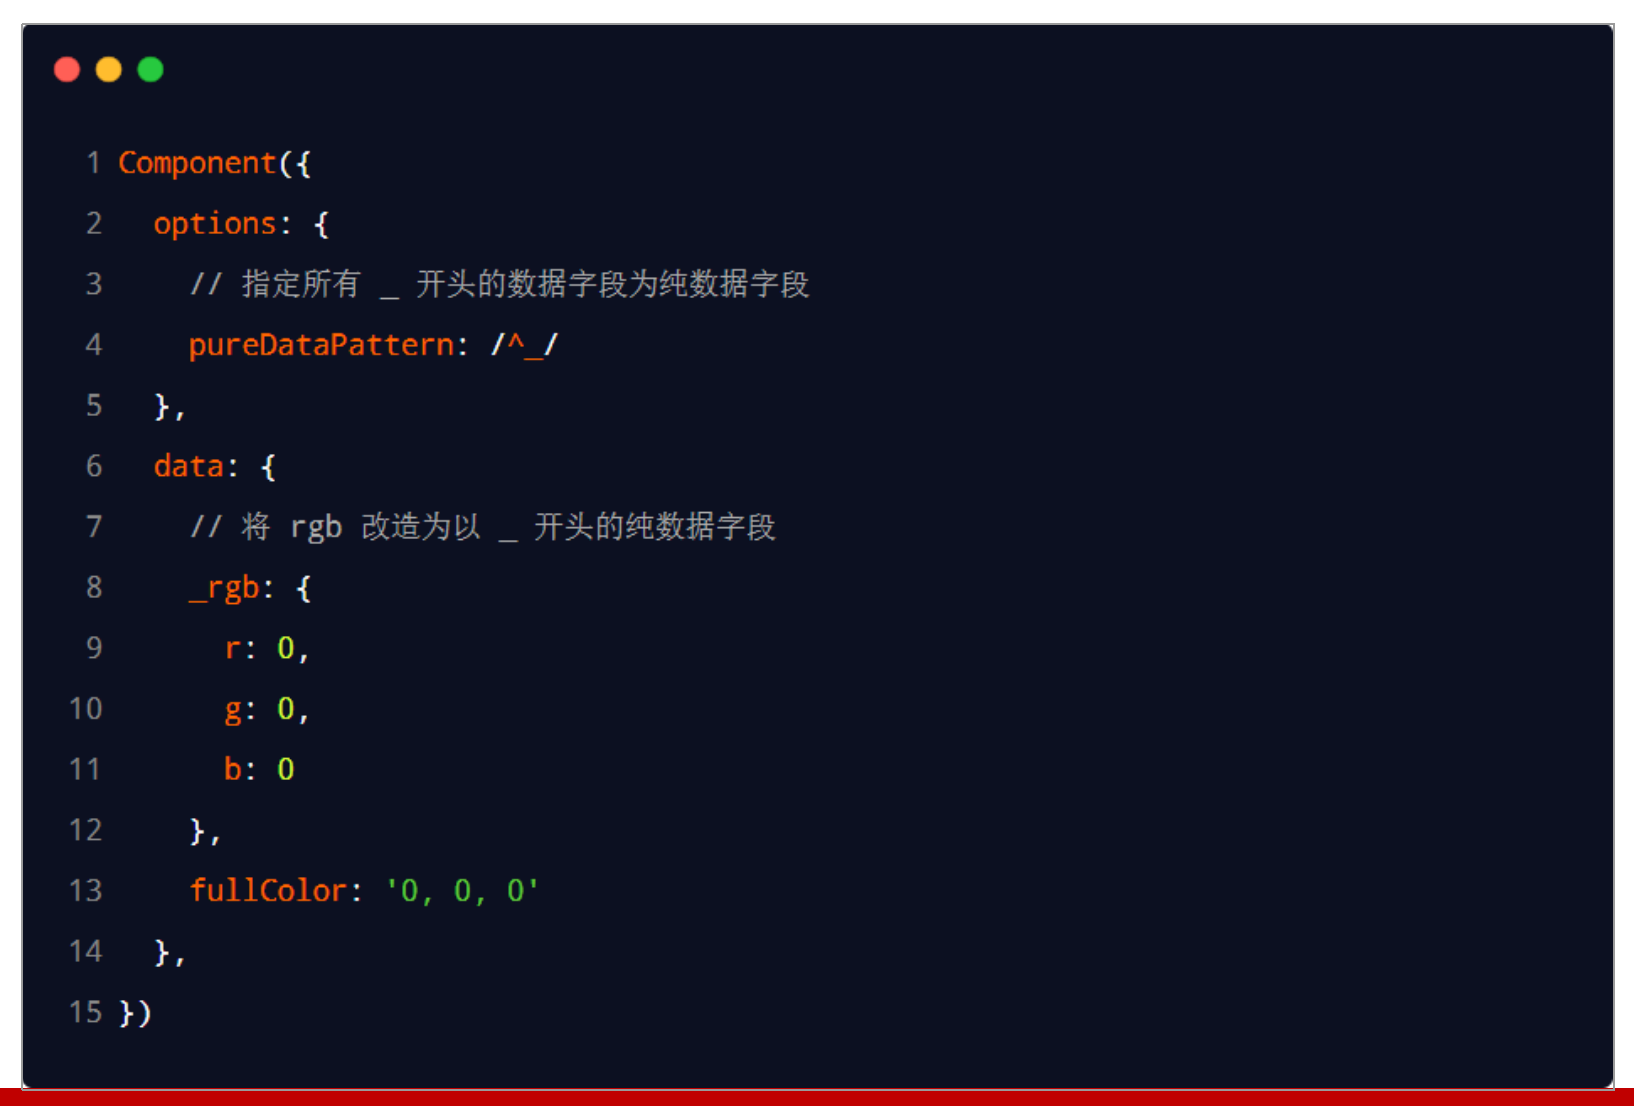 1 Component({
2 options: {
3 // 指定所有 _ 开头的数据字段为纯数据字段
4 pureDataPattern: /^_/
5 },
6 data: {
7 // 将 rgb 改造为以 _ 开头的纯数据字段
8 _rgb: {
9 r: 0,
10 g: 0,
11 b: 0
12 },
13 fullColor: '0, 0, 0'
14 },
15 })